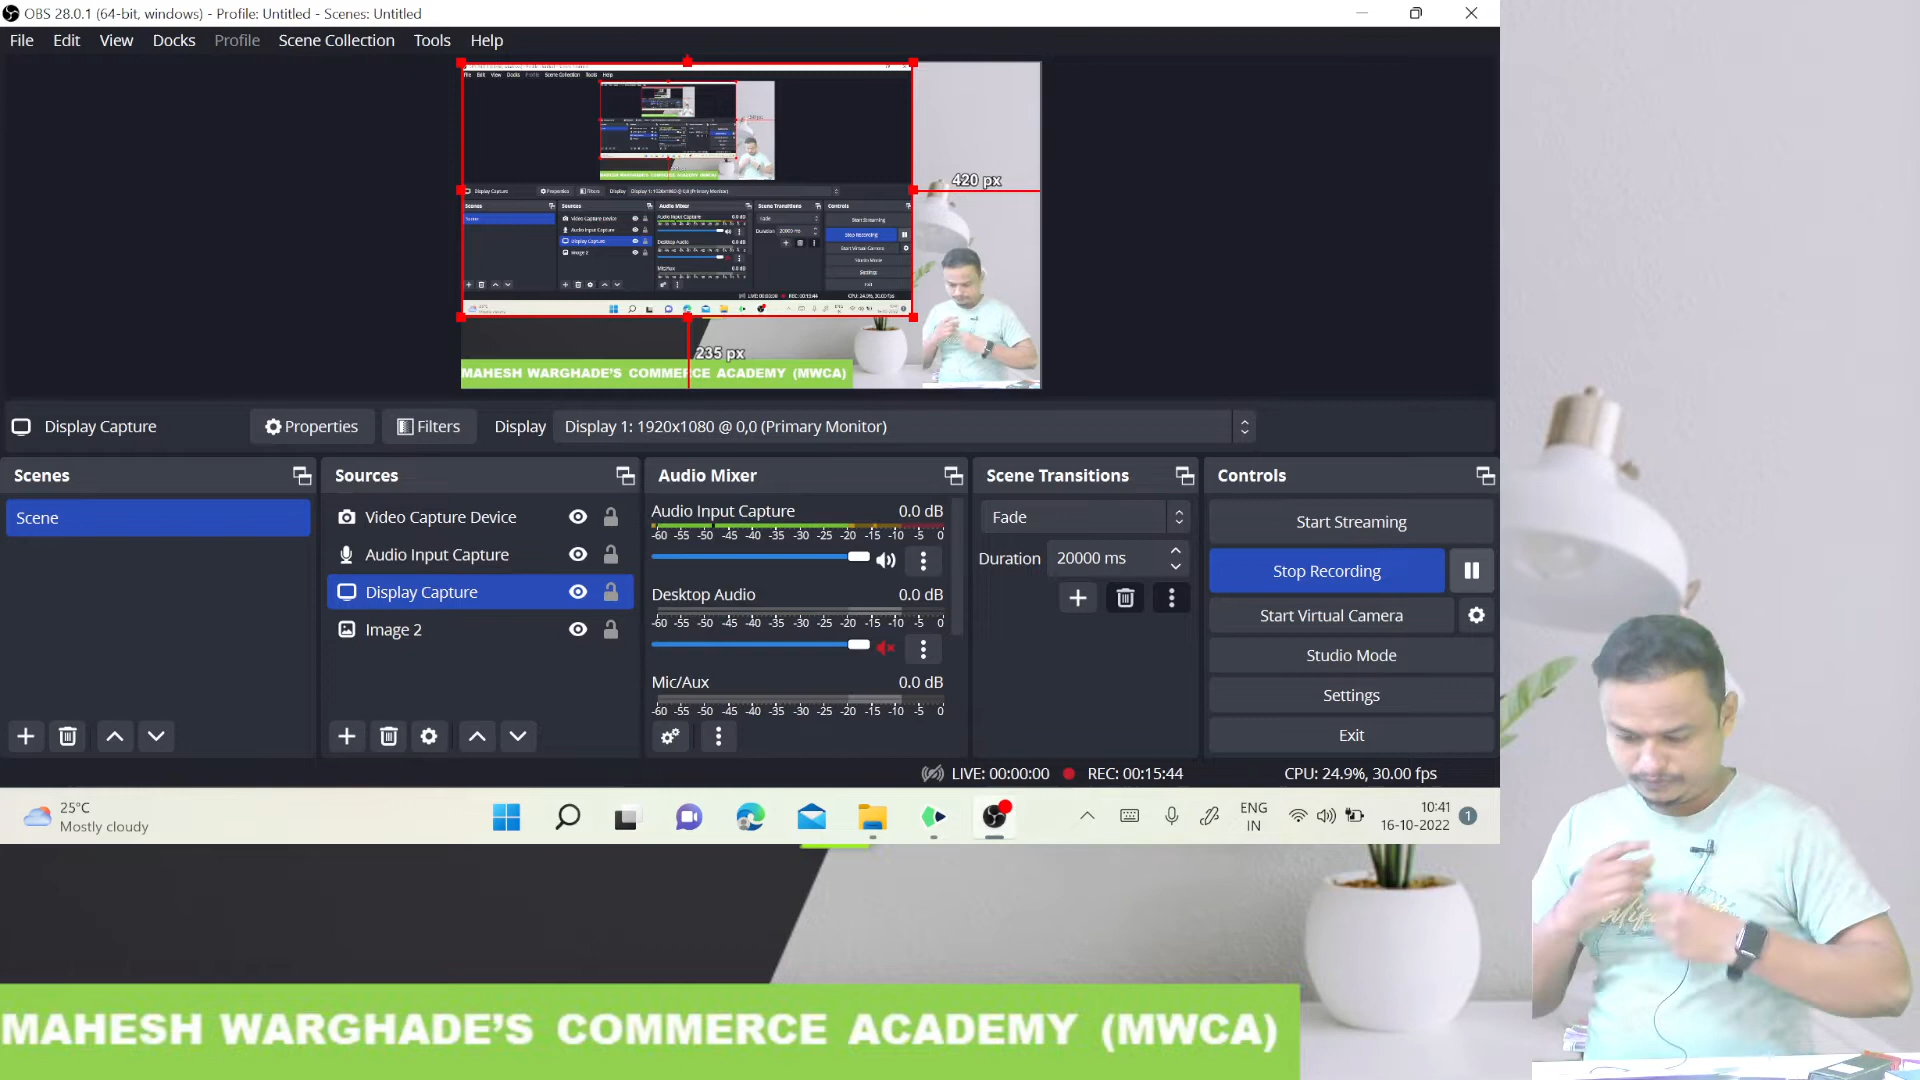 OBS 28.0.1 (64-bit, windows) - Profile: Untitled - Scenes: Untitled
File Edit View Docks Profile Scene Collection Tools Help
420 px
235 px
MAHESH WARGHADE'S COMMERCE ACADEMY (MWCA)
Display Capture Properties Filters Display Display 1: 1920x1080 @ 0,0 (Primary Monitor)
Scenes
Scene
Sources
Video Capture Device
Audio Input Capture
Display Capture
Image 2
Audio Mixer
Audio Input Capture 0.0 dB
-60 -55 -50 -45 -40 -35 -30 -25 -20 -15 -10 -5 0
Desktop Audio 0.0 dB
-60 -55 -50 -45 -40 -35 -30 -25 -20 -15 -10 -5 0
Mic/Aux 0.0 dB
-60 -55 -50 -45 -40 -35 -30 -25 -20 -15 -10 -5 0
Scene Transitions
Fade
Duration 20000 ms
Controls
Start Streaming
Stop Recording
Start Virtual Camera
Studio Mode
Settings
Exit
LIVE: 00:00:00 REC: 00:15:44 CPU: 24.9%, 30.00 fps
25°C
Mostly cloudy
ENG
IN
10:41
16-10-2022
1
MAHESH WARGHADE'S COMMERCE ACADEMY (MWCA)